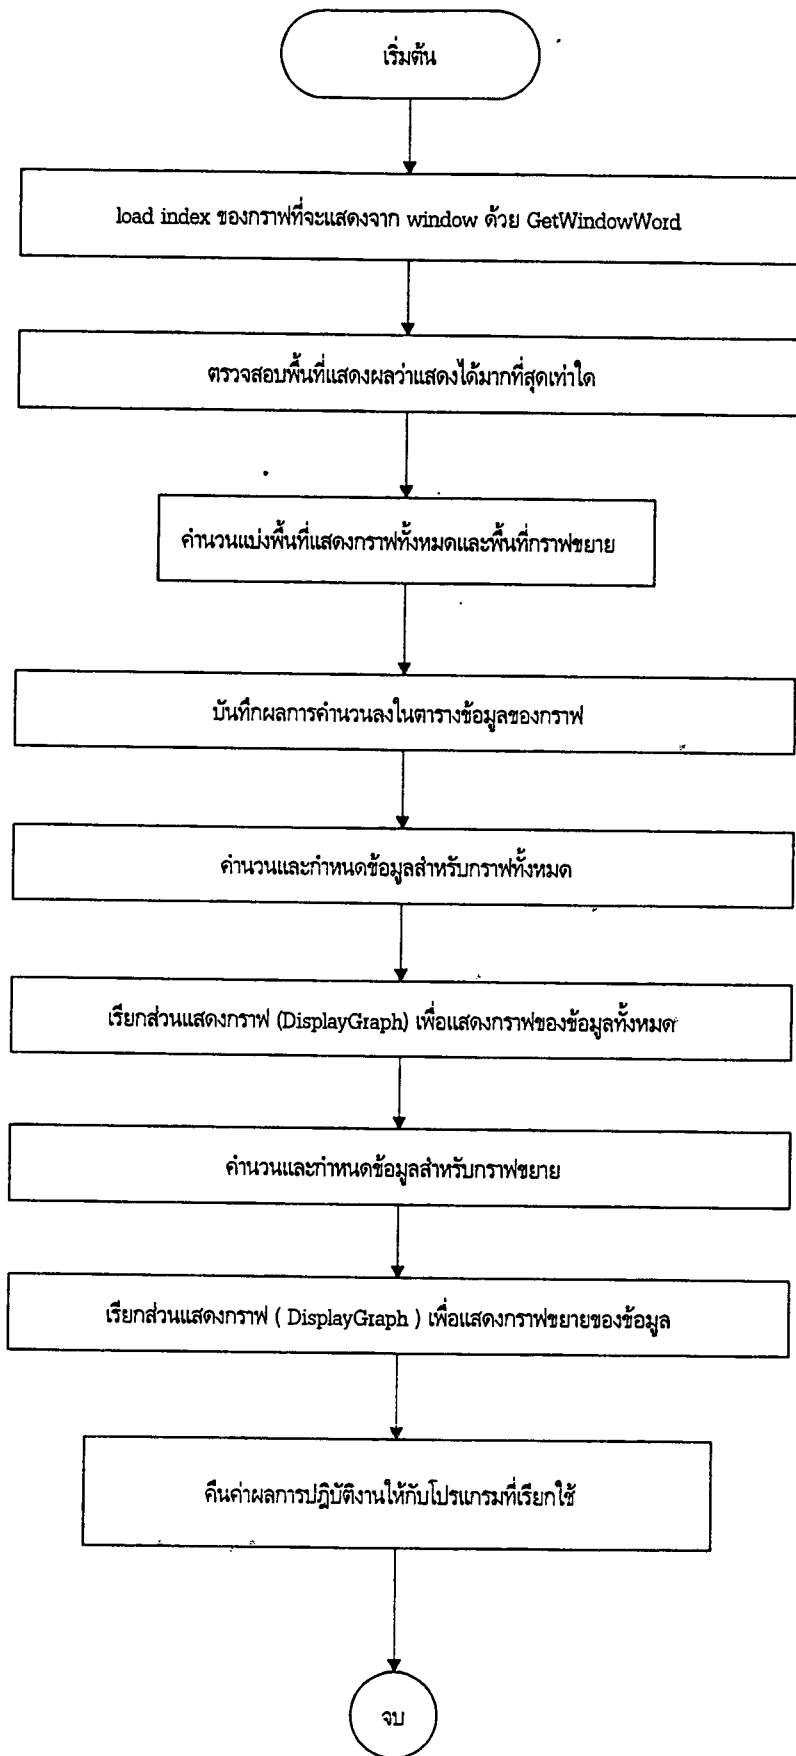 เริ่มต้น
load index ของกราฟที่จะแสดงจาก window ด้วย GetWindowWord
ตรวจสอบพื้นที่แสดงผลว่าแสดงได้มากที่สุดเท่าใด
คำนวนแบ่งพื้นที่แสดงกราฟทั้งหมดและพื้นที่กราฟขยาย
บันทึกผลการคำนวนลงในตารางข้อมูลของกราฟ
คำนวนและกำหนดข้อมูลสำหรับกราฟทั้งหมด
เรียกส่วนแสดงกราฟ (DisplayGraph) เพื่อแสดงกราฟของข้อมูลทั้งหมด
คำนวนและกำหนดข้อมูลสำหรับกราฟขยาย
เรียกส่วนแสดงกราฟ ( DisplayGraph ) เพื่อแสดงกราฟขยายของข้อมูล
คืนค่าผลการปฎิบัติงานให้กับโปรแกรมที่เรียกใช้
จบ